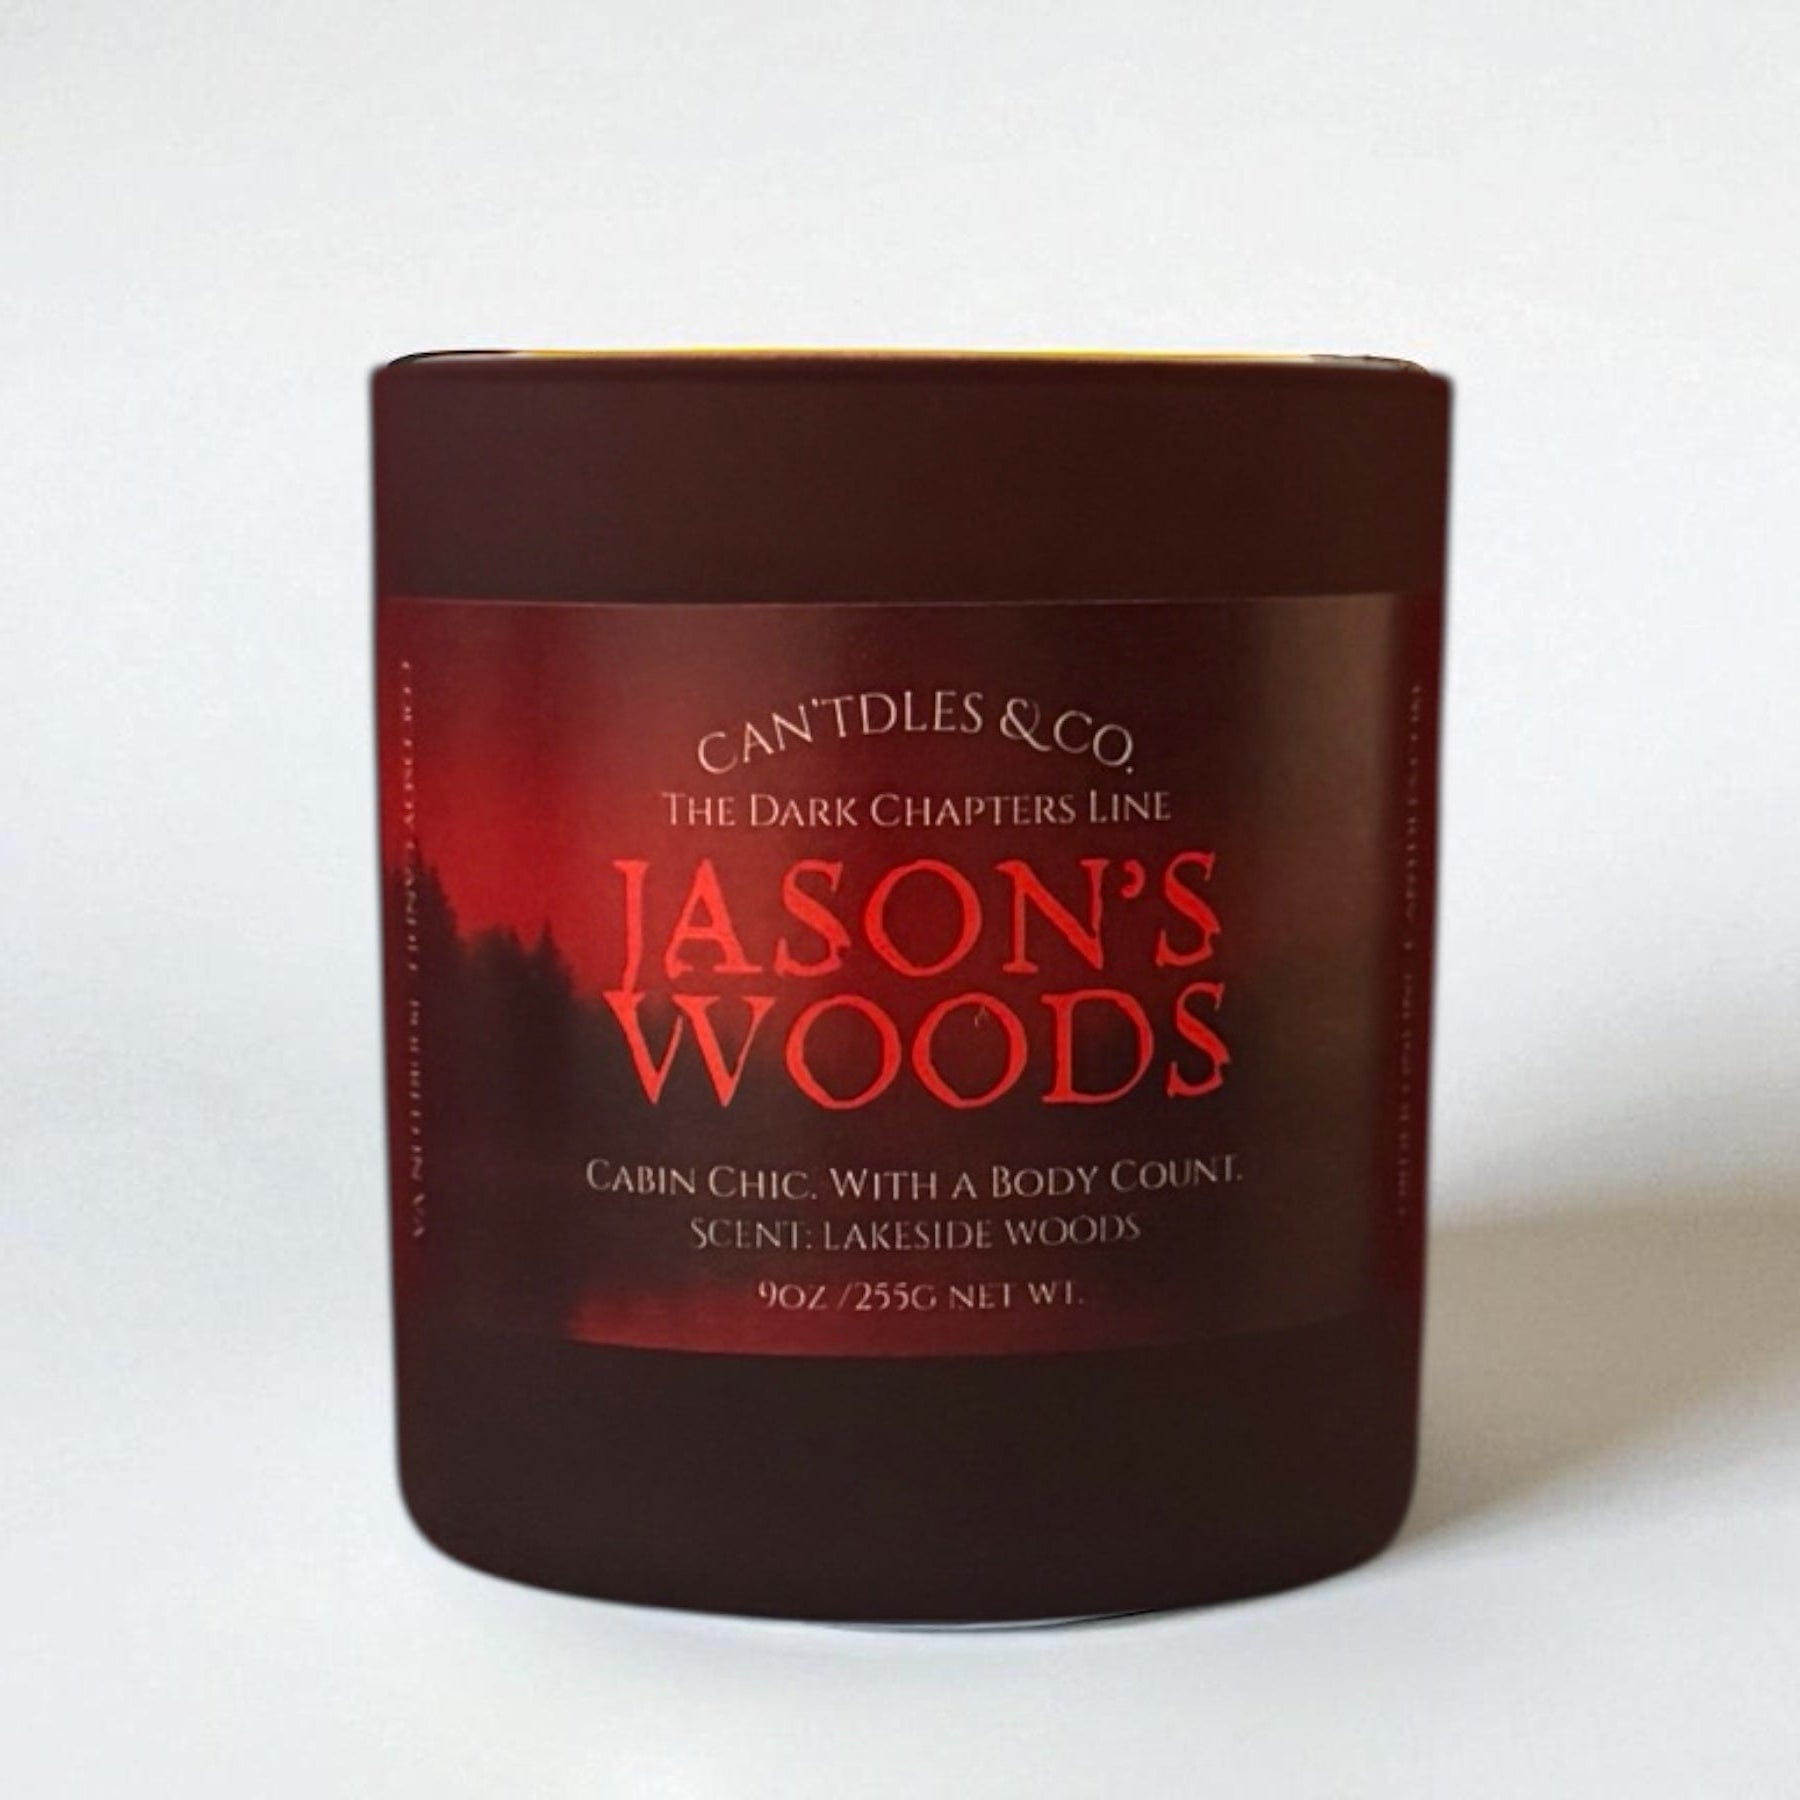 CAN'TDLES & CO.
THE DARK CHAPTERS LINE
JASON'S
WOODS
CABIN CHIC. WITH A BODY COUNT.
SCENT: LAKESIDE WOODS
9OZ /255G NET WT.